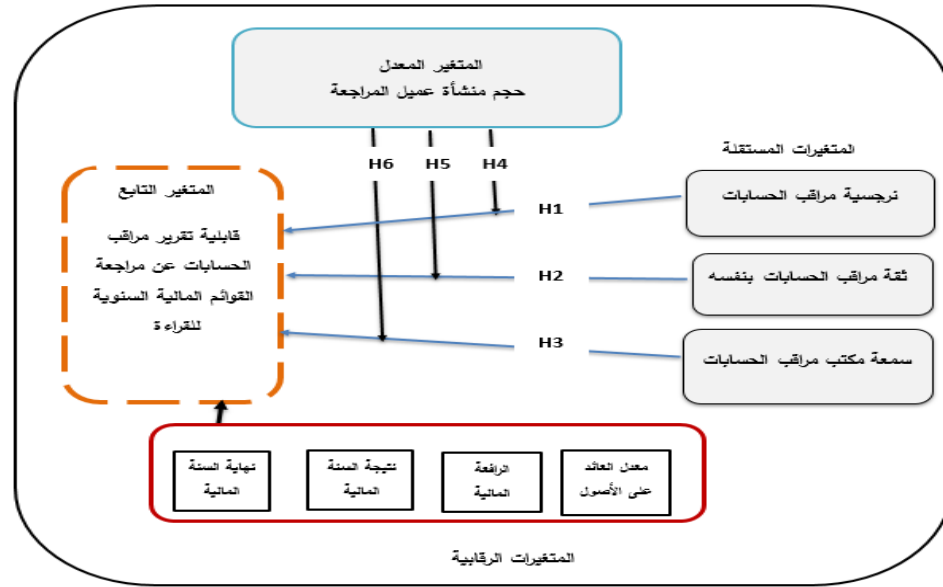 المتغير المعدل
حجم منشأة عميل المراجعة
H6
H5
H4
المتغيرات المستقلة
نرجسية مراقب الحسابات
ثقة مراقب الحسابات بنفسه
سمعة مكتب مراقب الحسابات
H1
H2
H3
المتغير التابع
قابلية تقرير مراقب
الحسابات عن مراجعة
القوائم المالية السنوية
للقراءة
معدل العائد
على الأصول
الرافعة
المالية
نتيجة السنة
المالية
نهاية السنة
المالية
المتغيرات الرقابية